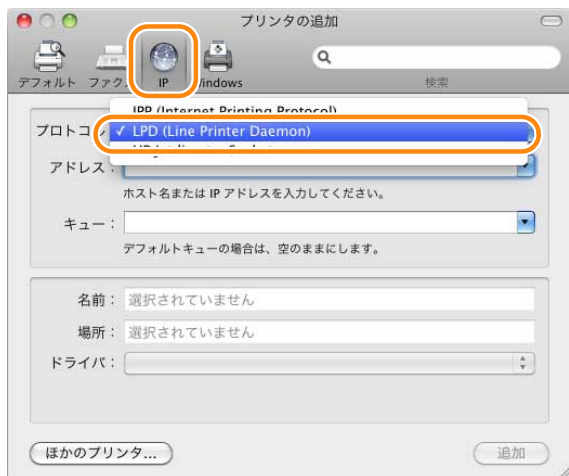 プリンタの追加
デフォルト ファク IP Windows 検索
IPP (Internet Printing Protocol)
プロトコル
✓ LPD (Line Printer Daemon)
アドレス：
ホスト名または IP アドレスを入力してください。
キュー：
デフォルトキューの場合は、空のままにします。
名前： 選択されていません
場所： 選択されていません
ドライバ：
ほかのプリンタ... 追加